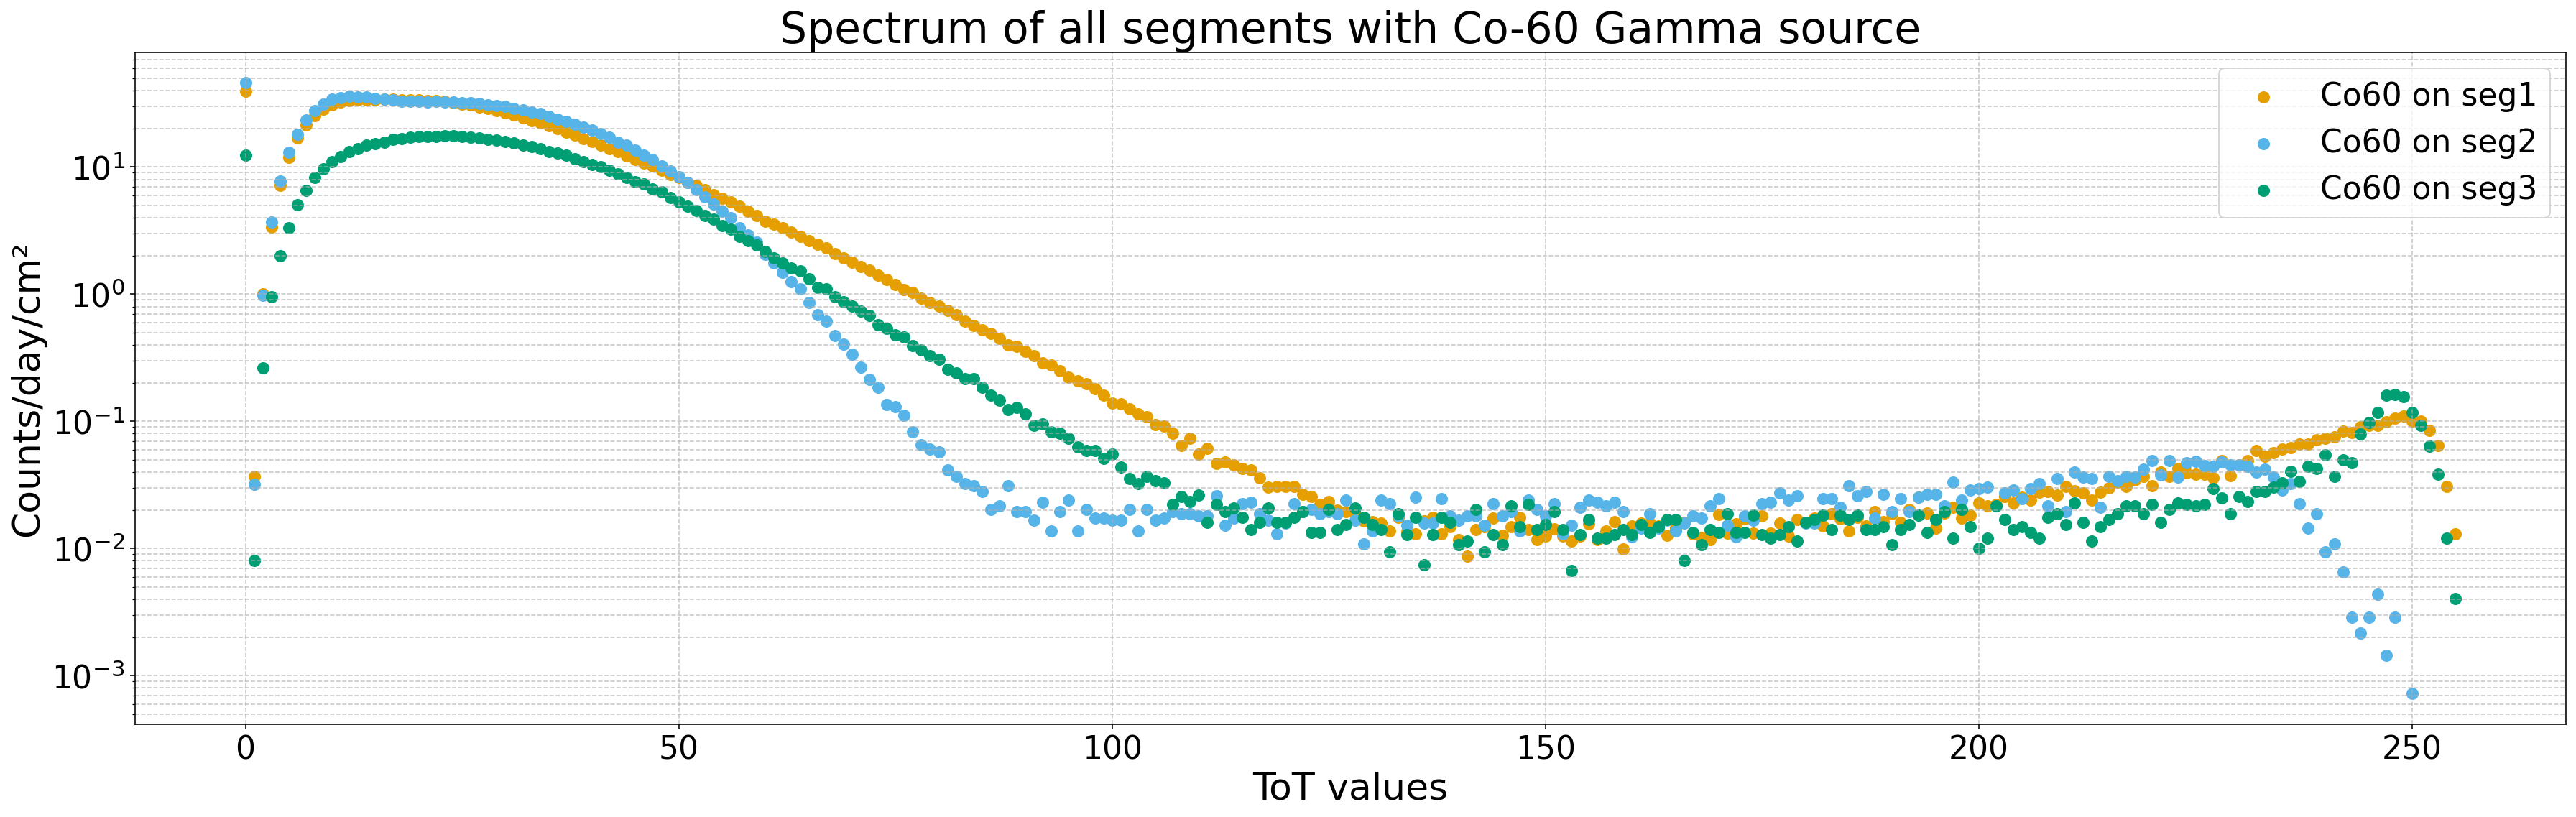 Spectrum of all segments with Co-60 Gamma source
Counts/day/cm²
10¹
10⁰
10⁻¹
10⁻²
10⁻³
Co60 on seg1
Co60 on seg2
Co60 on seg3
0 50 100 150 200 250
ToT values